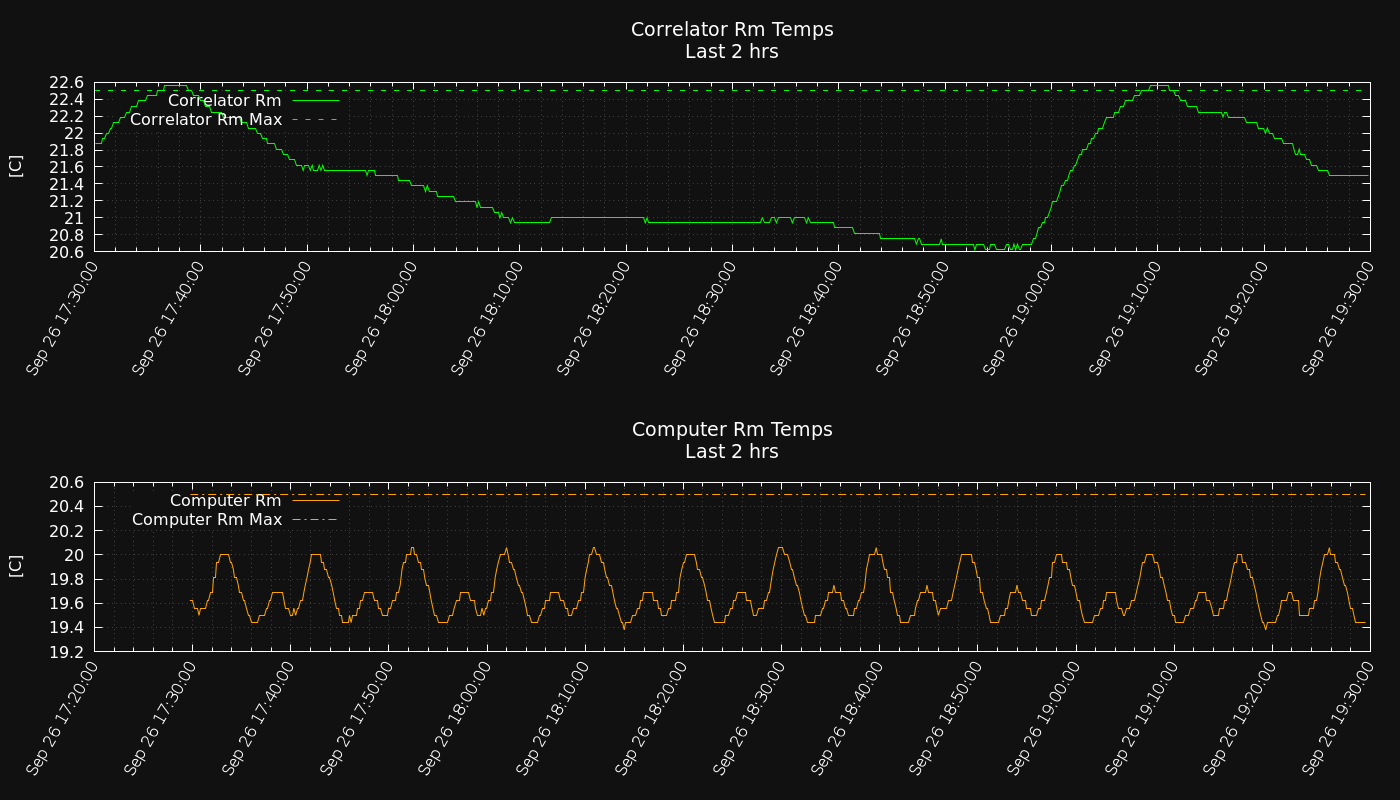 Correlator Rm Temps
Last 2 hrs
22.6
22.4
22.2
22
21.8
21.6
21.4
21.2
21
20.8
20.6
[C]
Correlator Rm
Correlator Rm Max
Sep 26 17:30:00
Sep 26 17:40:00
Sep 26 17:50:00
Sep 26 18:00:00
Sep 26 18:10:00
Sep 26 18:20:00
Sep 26 18:30:00
Sep 26 18:40:00
Sep 26 18:50:00
Sep 26 19:00:00
Sep 26 19:10:00
Sep 26 19:20:00
Sep 26 19:30:00
Computer Rm Temps
Last 2 hrs
20.6
20.4
20.2
20
19.8
19.6
19.4
19.2
[C]
Computer Rm
Computer Rm Max
Sep 26 17:20:00
Sep 26 17:30:00
Sep 26 17:40:00
Sep 26 17:50:00
Sep 26 18:00:00
Sep 26 18:10:00
Sep 26 18:20:00
Sep 26 18:30:00
Sep 26 18:40:00
Sep 26 18:50:00
Sep 26 19:00:00
Sep 26 19:10:00
Sep 26 19:20:00
Sep 26 19:30:00